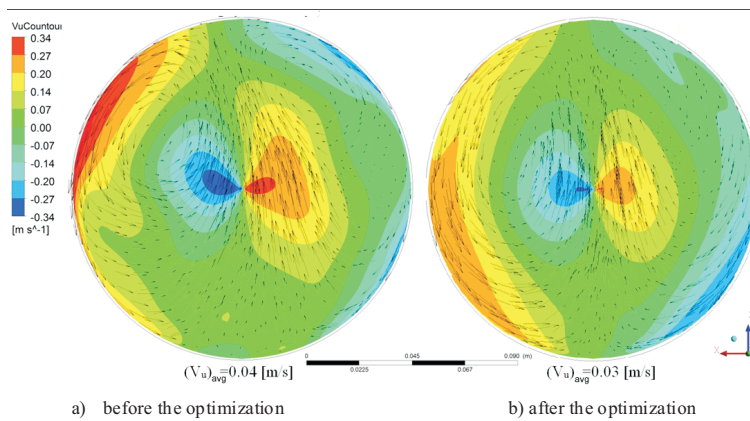 VuContour
0.34
0.27
0.20
0.14
0.07
0.00
-0.07
-0.14
-0.20
-0.27
-0.34
[m s^-1]
0 0.045 0.090 (m)
0.0225 0.067
X
(Vu)avg=0.04 [m/s] (Vu)avg=0.03 [m/s]
a) before the optimization b) after the optimization